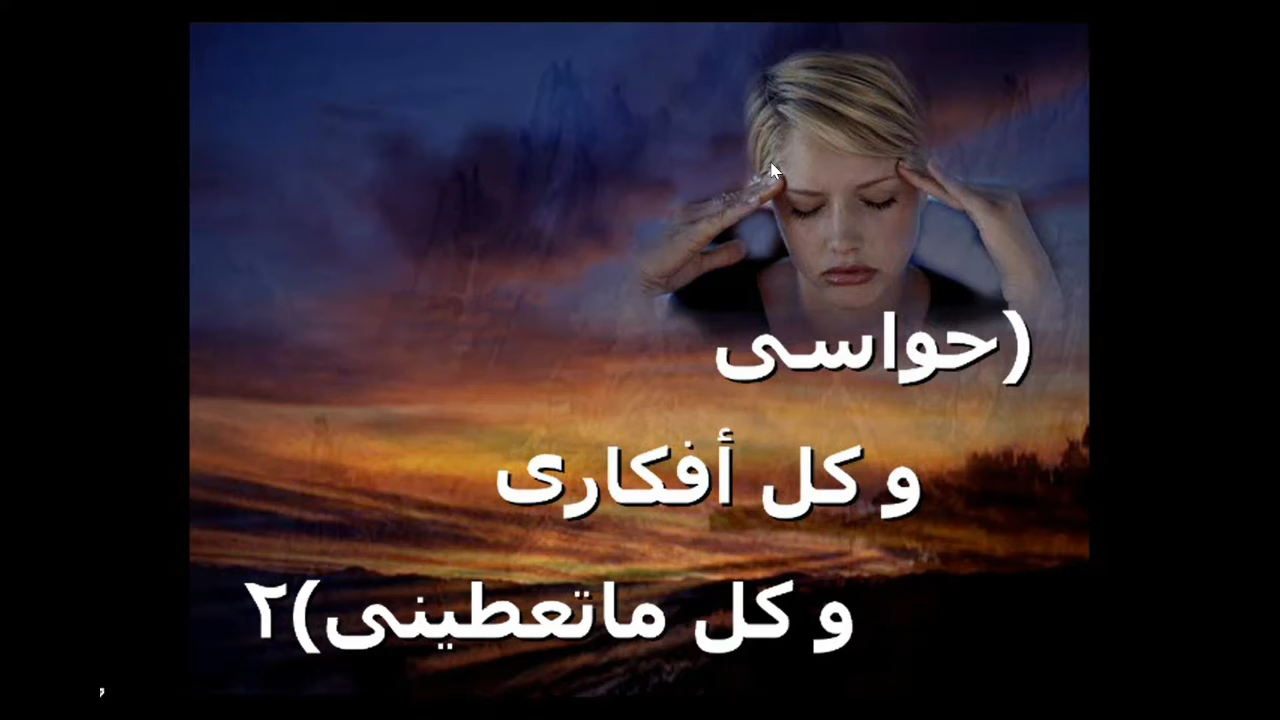 (حواسى
و كل أفكارى
و كل ماتعطينى)٢